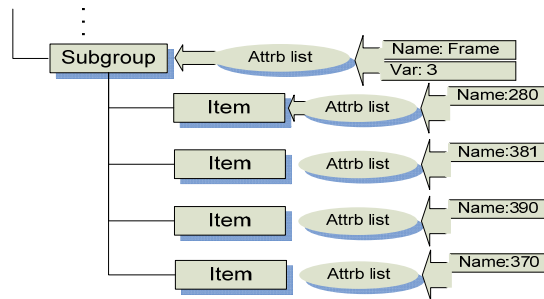 Subgroup
Attrb list
Name: Frame
Var: 3
Item
Attrb list
Name:280
Item
Attrb list
Name:381
Item
Attrb list
Name:390
Item
Attrb list
Name:370